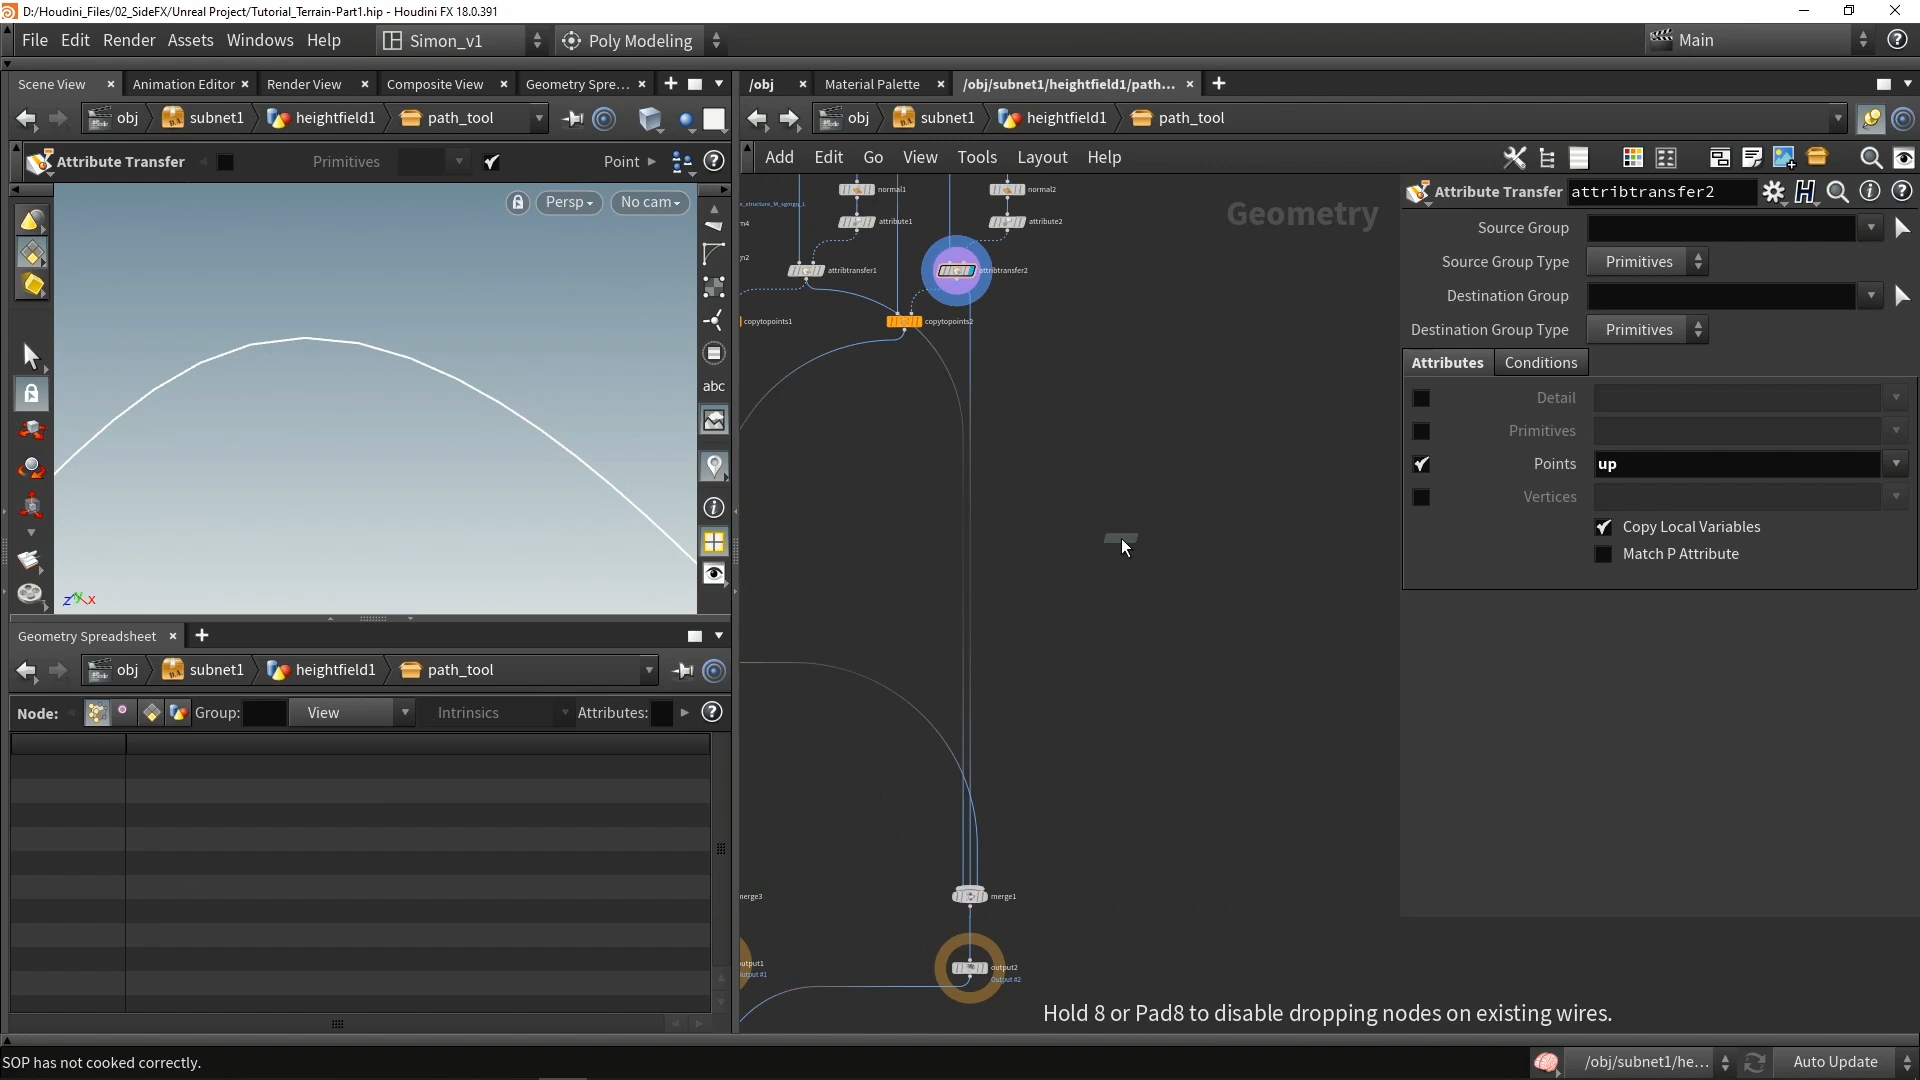 D:/Houdini_Files/02_SideFX/Unreal Project/Tutorial_Terrain-Part1.hip - Houdini FX 18.0.391
File Edit Render Assets Windows Help Simon_v1 Poly Modeling Main
Scene View Animation Editor Render View Composite View Geometry Spre...
/obj Material Palette /obj/subnet1/heightfield1/path...
obj subnet1 heightfield1 path_tool
obj subnet1 heightfield1 path_tool
Attribute Transfer Primitives Point
Add Edit Go View Tools Layout Help
Persp No cam
abc
z y x
Geometry
normal1 normal2
attribute1 attribute2
attribtransfer1 attribtransfer2
copytopoints1 copytopoints2
merge3 merge1
output1 output2
Output #1 Output #2
Attribute Transfer attribtransfer2
Source Group
Source Group Type Primitives
Destination Group
Destination Group Type Primitives
Attributes Conditions
Detail
Primitives
Points up
Vertices
Copy Local Variables
Match P Attribute
Geometry Spreadsheet
obj subnet1 heightfield1 path_tool
Node: Group: View Intrinsics Attributes:
Hold 8 or Pad8 to disable dropping nodes on existing wires.
SOP has not cooked correctly.
/obj/subnet1/he... Auto Update